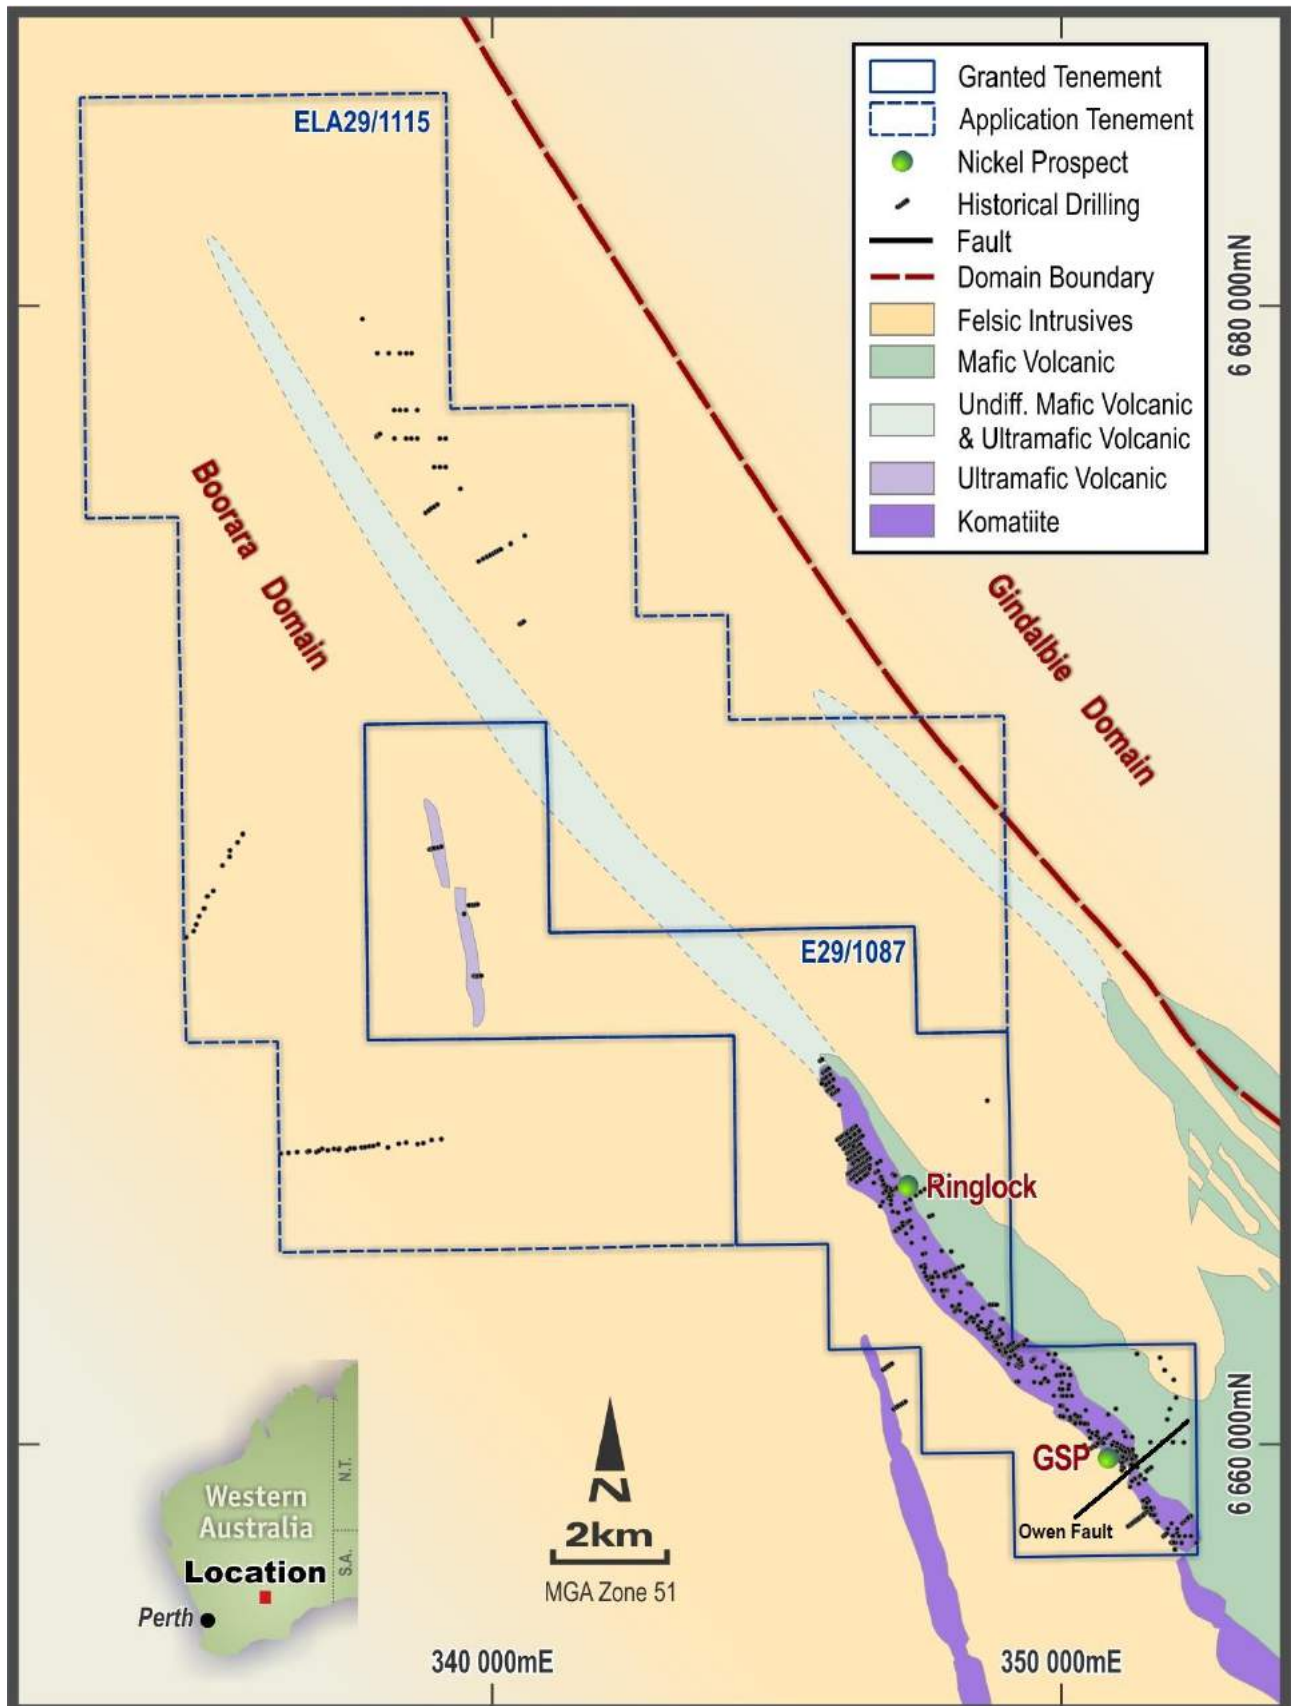 ELA29/1115
Granted Tenement
Application Tenement
Nickel Prospect
Historical Drilling
Fault
Domain Boundary
Felsic Intrusives
Mafic Volcanic
Undiff. Mafic Volcanic
& Ultramafic Volcanic
Ultramafic Volcanic
Komatiite
6 680 000mN
Boorara Domain
Gindalbie Domain
E29/1087
Ringlock
GSP
Owen Fault
6 660 000mN
Western
Australia
N.T.
S.A.
Location
Perth
N
2km
MGA Zone 51
340 000mE
350 000mE